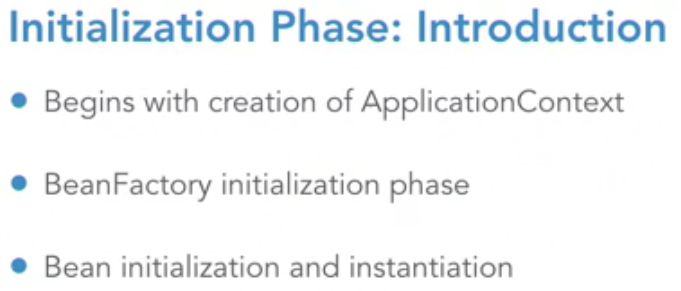 Initialization Phase: Introduction
Begins with creation of ApplicationContext
BeanFactory initialization phase
Bean initialization and instantiation